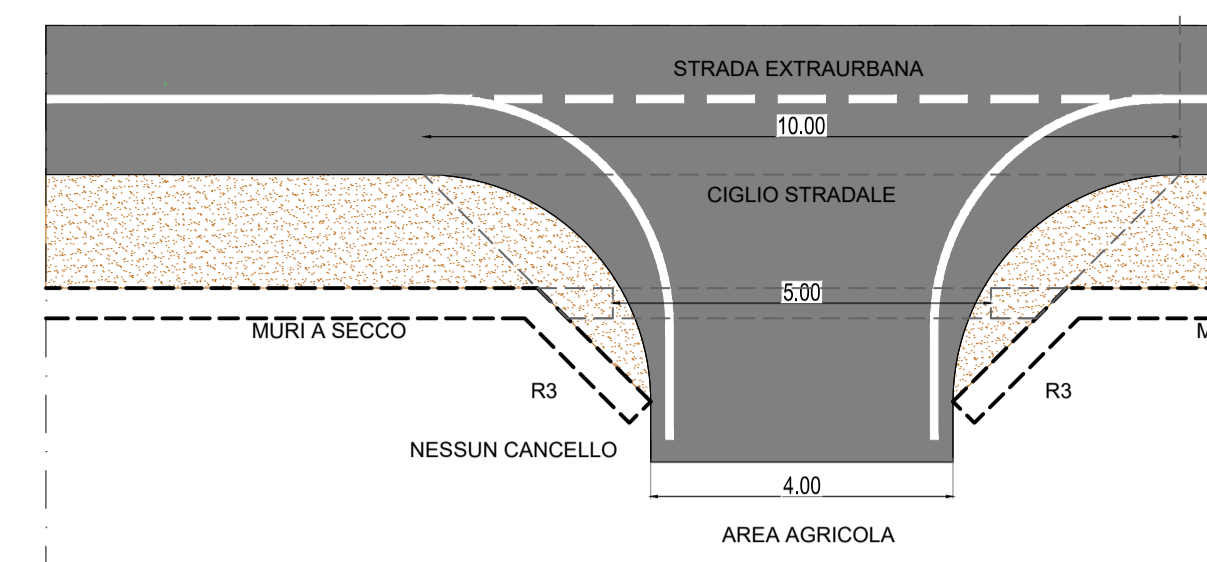 STRADA EXTRAURBANA
10.00
CIGLIO STRADALE
5.00
MURI A SECCO
M
R3
R3
NESSUN CANCELLO
4.00
AREA AGRICOLA